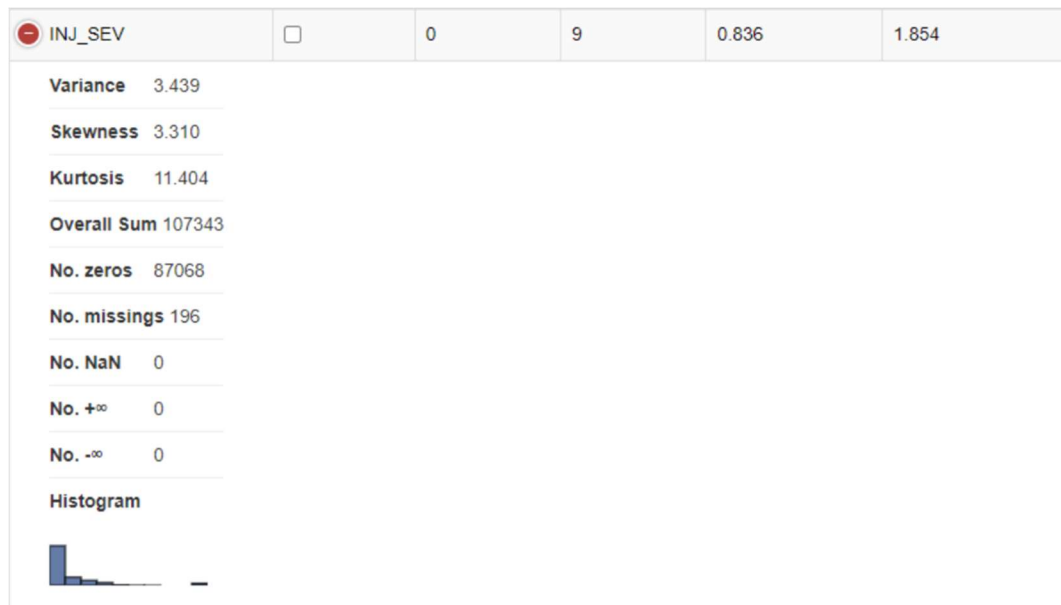 INJ_SEV 0 9 0.836 1.854
Variance 3.439
Skewness 3.310
Kurtosis 11.404
Overall Sum 107343
No. zeros 87068
No. missings 196
No. NaN 0
No. +∞ 0
No. -∞ 0
Histogram